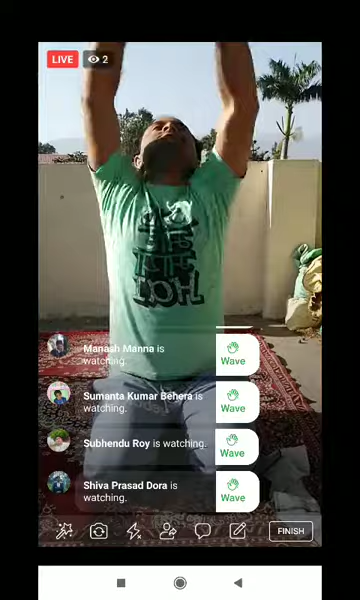 LIVE
2
Manash Manna is
watching.
Wave
Sumanta Kumar Behera is
watching.
Wave
Subhendu Roy is watching.
Wave
Shiva Prasad Dora is
watching.
Wave
FINISH